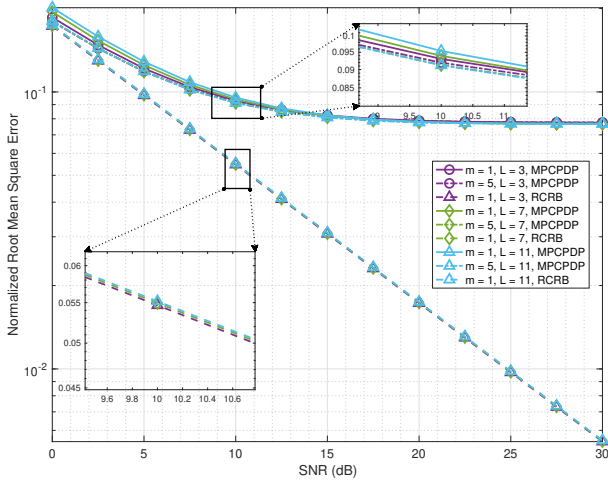 Normalized Root Mean Square Error
10⁻¹
10⁻²
0.1
0.095
0.09
0.085
9 9.5 10 10.5 11
m = 1, L = 3, MPCPDP
m = 5, L = 3, MPCPDP
m = 1, L = 3, RCRB
m = 1, L = 7, MPCPDP
m = 5, L = 7, MPCPDP
m = 1, L = 7, RCRB
m = 1, L = 11, MPCPDP
m = 5, L = 11, MPCPDP
m = 1, L = 11, RCRB
0.06
0.055
0.05
0.045
9.6 9.8 10 10.2 10.4 10.6
0 5 10 15 20 25 30
SNR (dB)